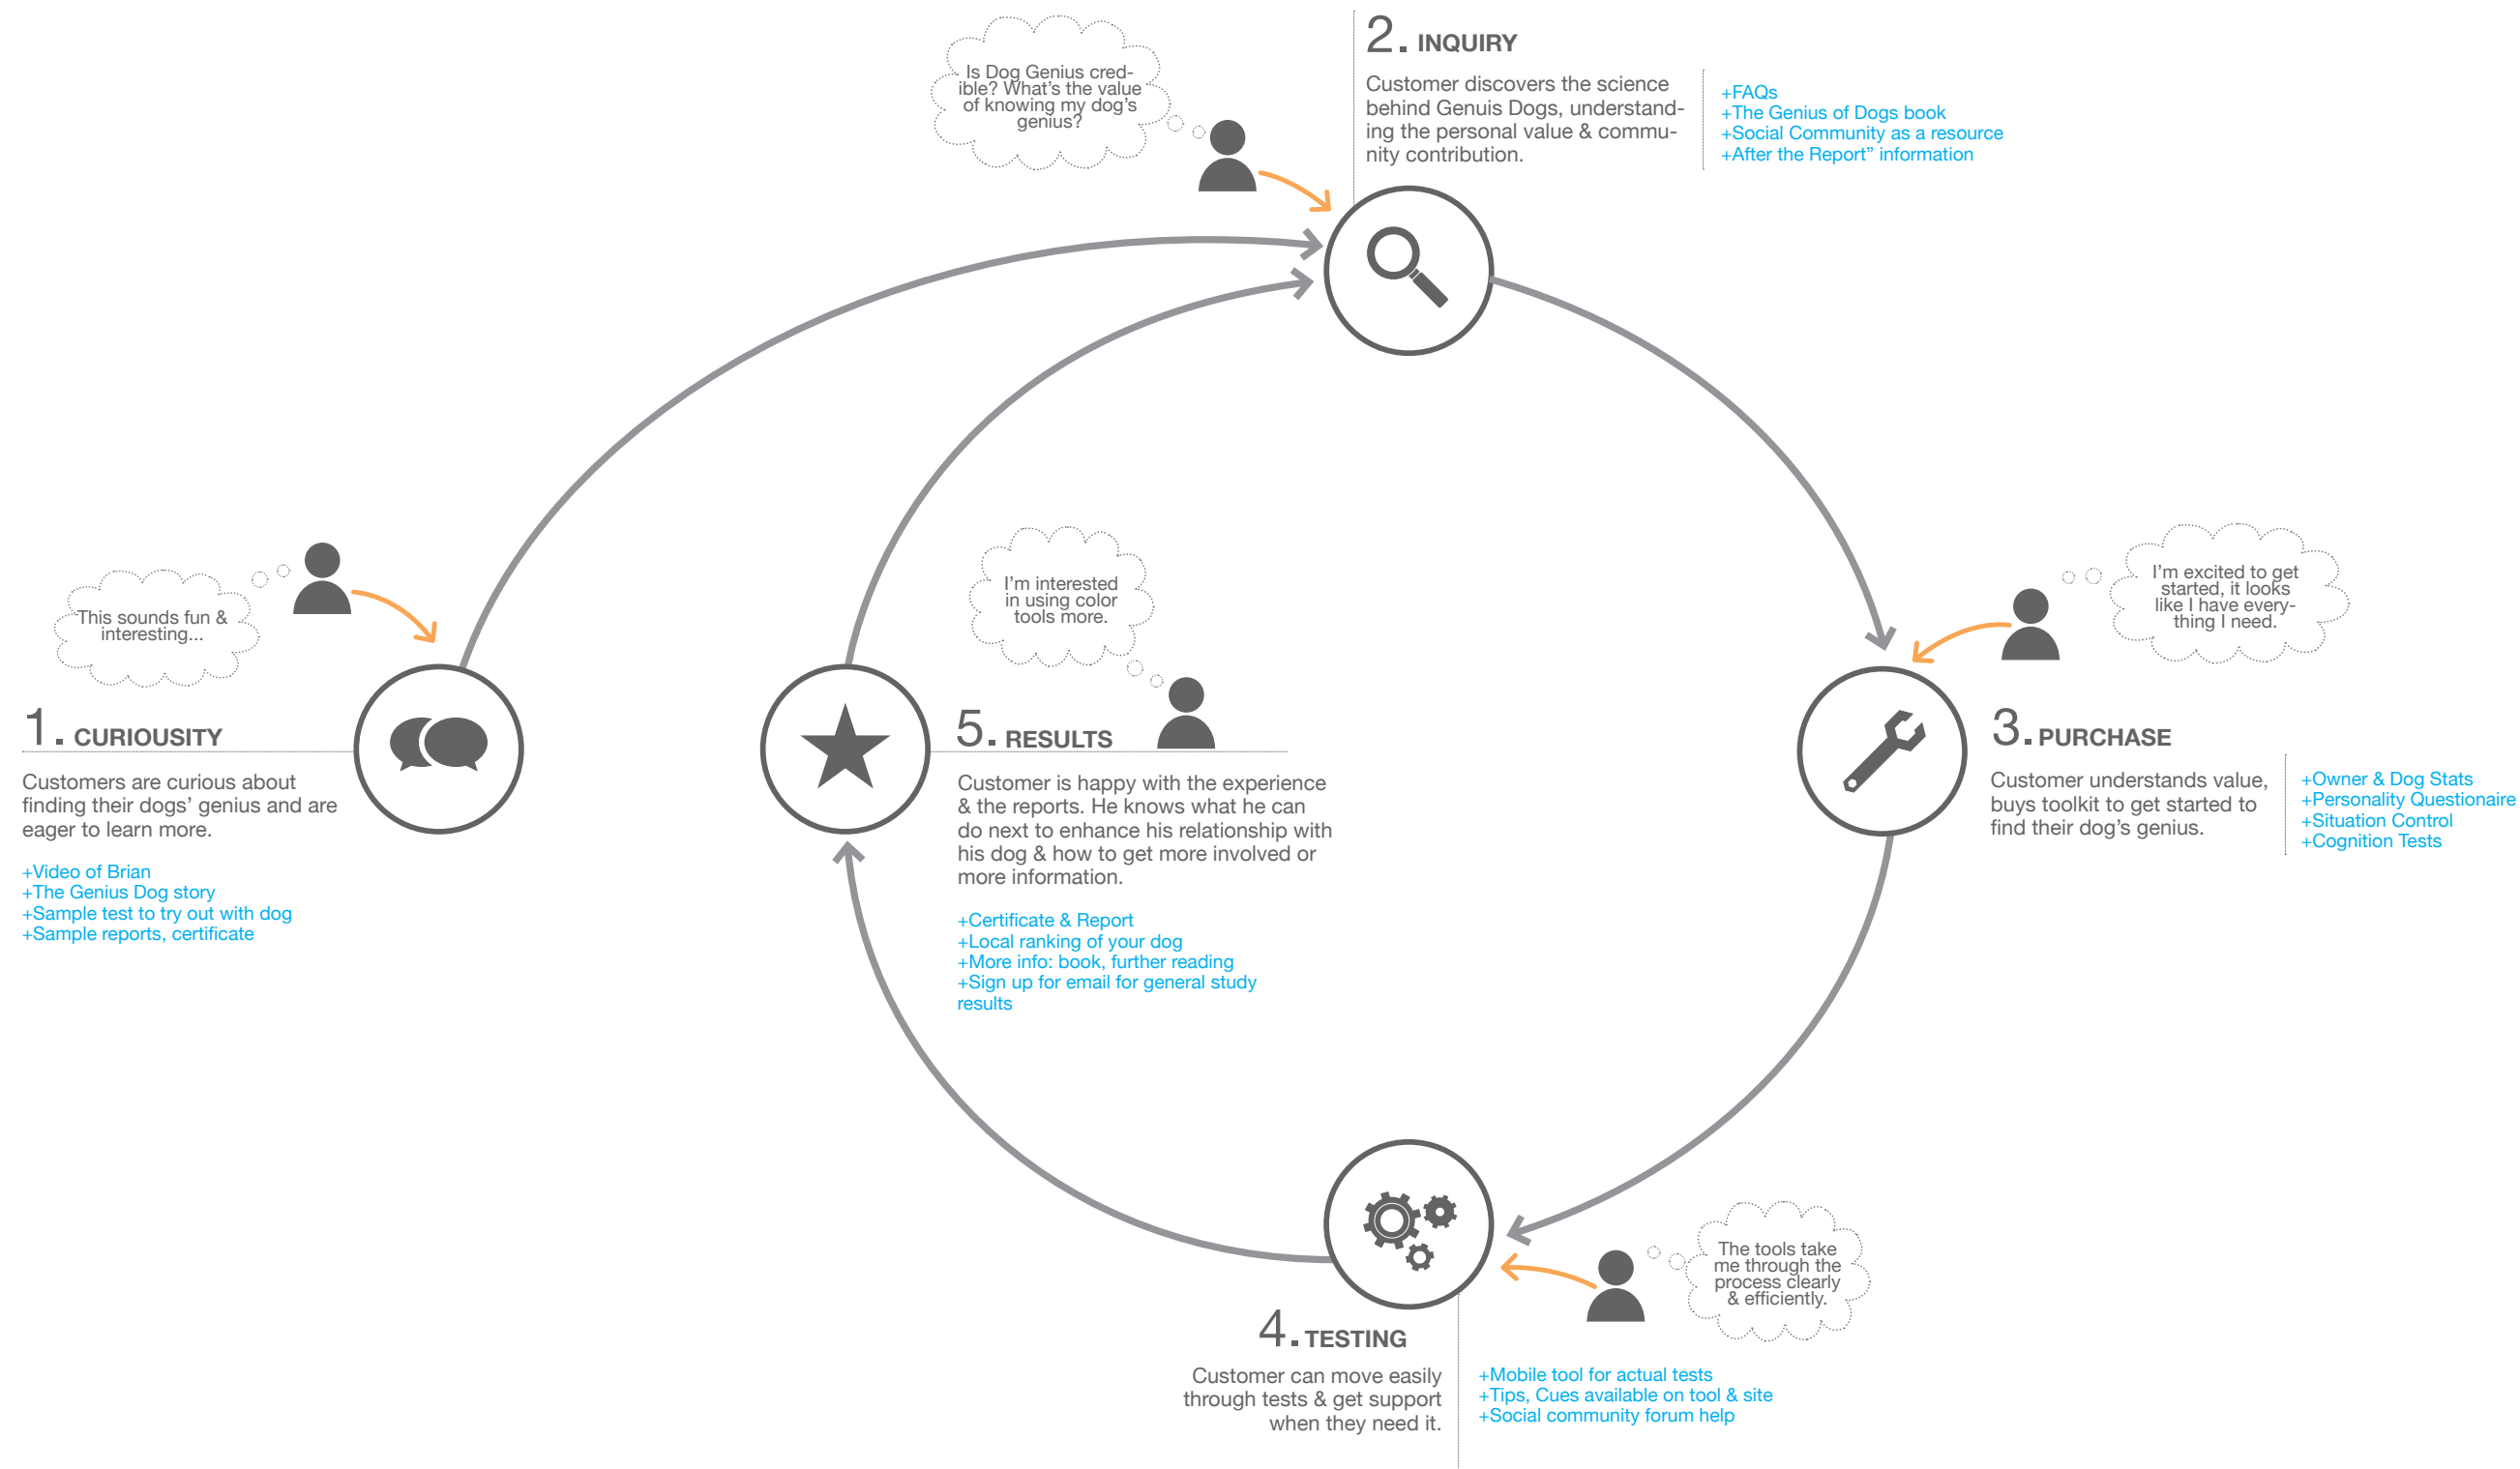 This sounds fun &
interesting...
1. CURIOUSITY
Customers are curious about
finding their dogs’ genius and are
eager to learn more.
+Video of Brian
+The Genius Dog story
+Sample test to try out with dog
+Sample reports, certificate
Is Dog Genius cred-
ible? What’s the value
of knowing my dog’s
genius?
2. INQUIRY
Customer discovers the science
behind Genuis Dogs, understand-
ing the personal value & commu-
nity contribution.
+FAQs
+The Genius of Dogs book
+Social Community as a resource
+After the Report” information
I’m excited to get
started, it looks
like I have every-
thing I need.
3. PURCHASE
Customer understands value,
buys toolkit to get started to
find their dog’s genius.
+Owner & Dog Stats
+Personality Questionaire
+Situation Control
+Cognition Tests
The tools take
me through the
process clearly
& efficiently.
4. TESTING
Customer can move easily
through tests & get support
when they need it.
+Mobile tool for actual tests
+Tips, Cues available on tool & site
+Social community forum help
I’m interested
in using color
tools more.
5. RESULTS
Customer is happy with the experience
& the reports. He knows what he can
do next to enhance his relationship with
his dog & how to get more involved or
more information.
+Certificate & Report
+Local ranking of your dog
+More info: book, further reading
+Sign up for email for general study
results